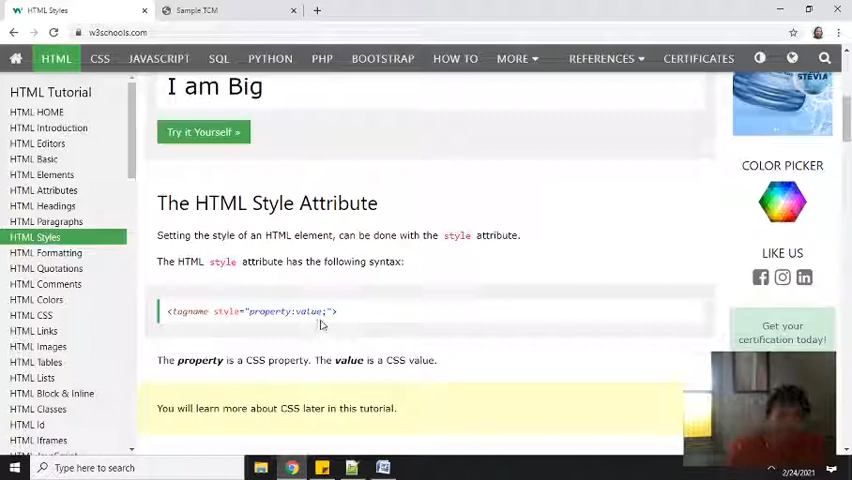 HTML Styles
Sample TCM
w3schools.com
HTML CSS JAVASCRIPT SQL PYTHON PHP BOOTSTRAP HOW TO MORE REFERENCES CERTIFICATES
HTML Tutorial
HTML HOME
HTML Introduction
HTML Editors
HTML Basic
HTML Elements
HTML Attributes
HTML Headings
HTML Paragraphs
HTML Styles
HTML Formatting
HTML Quotations
HTML Comments
HTML Colors
HTML CSS
HTML Links
HTML Images
HTML Tables
HTML Lists
HTML Block & Inline
HTML Classes
HTML Id
HTML Iframes
I am Big
Try it Yourself »
The HTML Style Attribute
Setting the style of an HTML element, can be done with the style attribute.
The HTML style attribute has the following syntax:
<tagname style="property:value;">
The property is a CSS property. The value is a CSS value.
You will learn more about CSS later in this tutorial.
STEVIA
COLOR PICKER
LIKE US
Get your
certification today!
Type here to search
2/24/2021